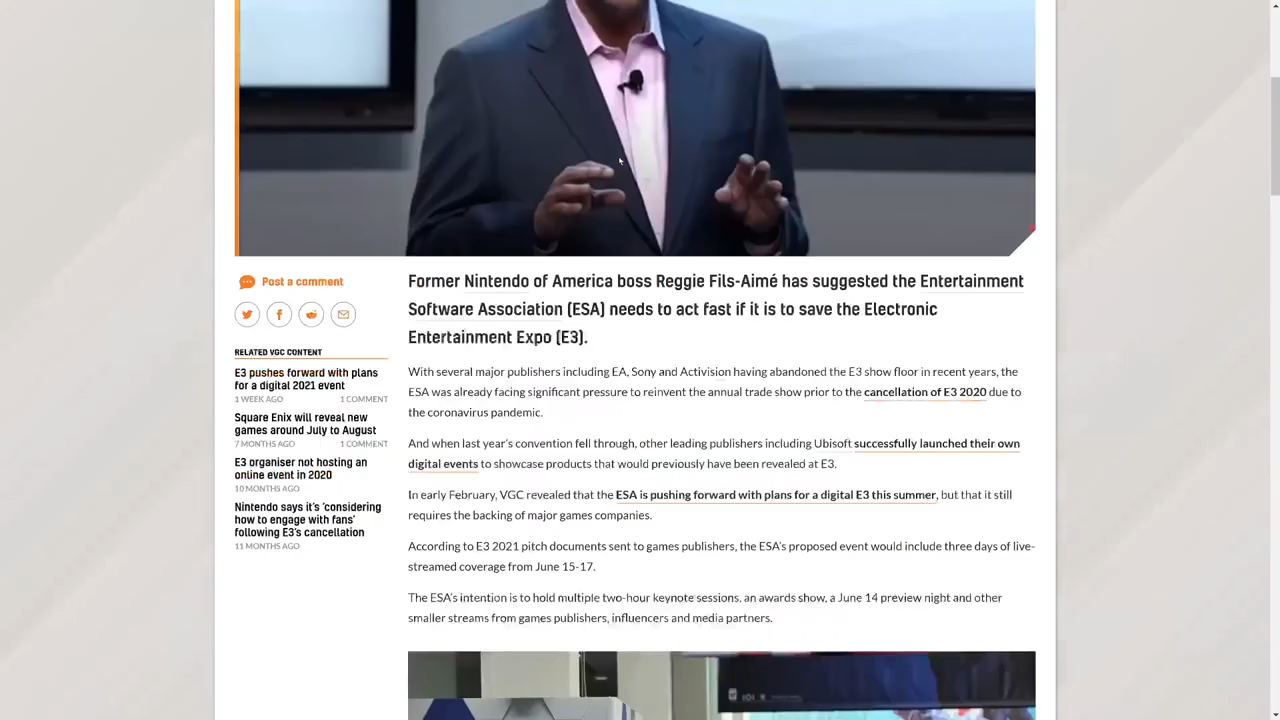 Post a comment
RELATED VGC CONTENT
E3 pushes forward with plans
for a digital 2021 event
1 WEEK AGO 1 COMMENT
Square Enix will reveal new
games around July to August
7 MONTHS AGO 1 COMMENT
E3 organiser not hosting an
online event in 2020
10 MONTHS AGO
Nintendo says it's 'considering
how to engage with fans'
following E3's cancellation
11 MONTHS AGO
Former Nintendo of America boss Reggie Fils-Aimé has suggested the Entertainment
Software Association (ESA) needs to act fast if it is to save the Electronic
Entertainment Expo (E3).
With several major publishers including EA, Sony and Activision having abandoned the E3 show floor in recent years, the
ESA was already facing significant pressure to reinvent the annual trade show prior to the cancellation of E3 2020 due to
the coronavirus pandemic.
And when last year's convention fell through, other leading publishers including Ubisoft successfully launched their own
digital events to showcase products that would previously have been revealed at E3.
In early February, VGC revealed that the ESA is pushing forward with plans for a digital E3 this summer, but that it still
requires the backing of major games companies.
According to E3 2021 pitch documents sent to games publishers, the ESA's proposed event would include three days of live-
streamed coverage from June 15-17.
The ESA's intention is to hold multiple two-hour keynote sessions, an awards show, a June 14 preview night and other
smaller streams from games publishers, influencers and media partners.